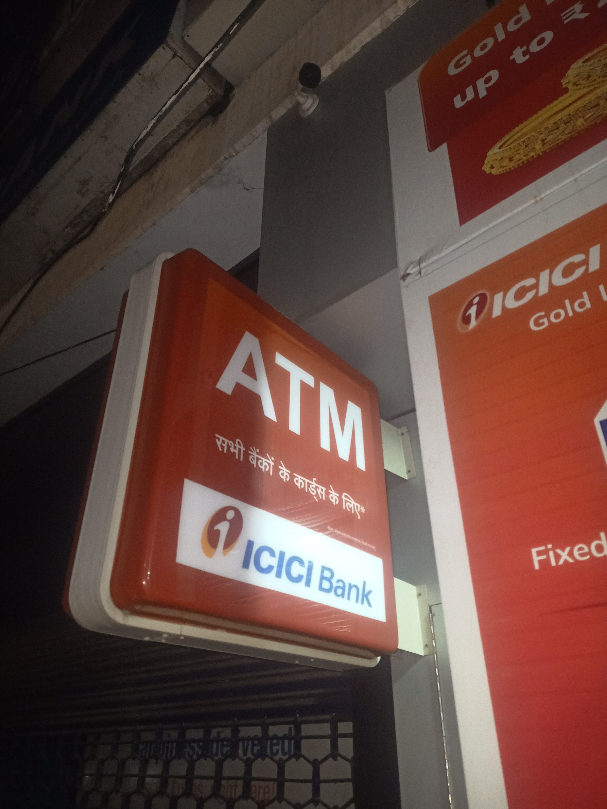 ATM
सभी बैंकों के कार्ड्स के लिए*
ICICI Bank
Gold
up to ₹
ICICI
Gold
Fixed